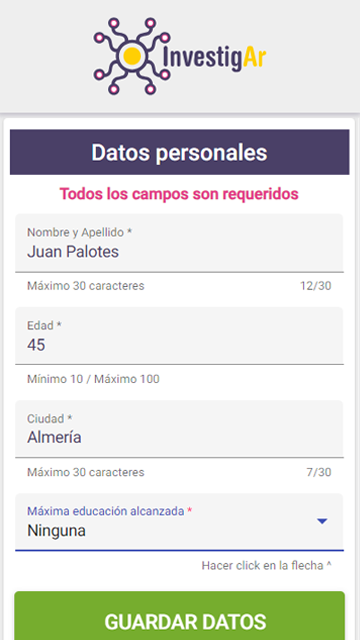 InvestigAr
Datos personales
Todos los campos son requeridos
Nombre y Apellido *
Juan Palotes
Máximo 30 caracteres 12/30
Edad *
45
Mínimo 10 / Máximo 100
Ciudad *
Almería
Máximo 30 caracteres 7/30
Máxima educación alcanzada *
Ninguna
Hacer click en la flecha ^
GUARDAR DATOS